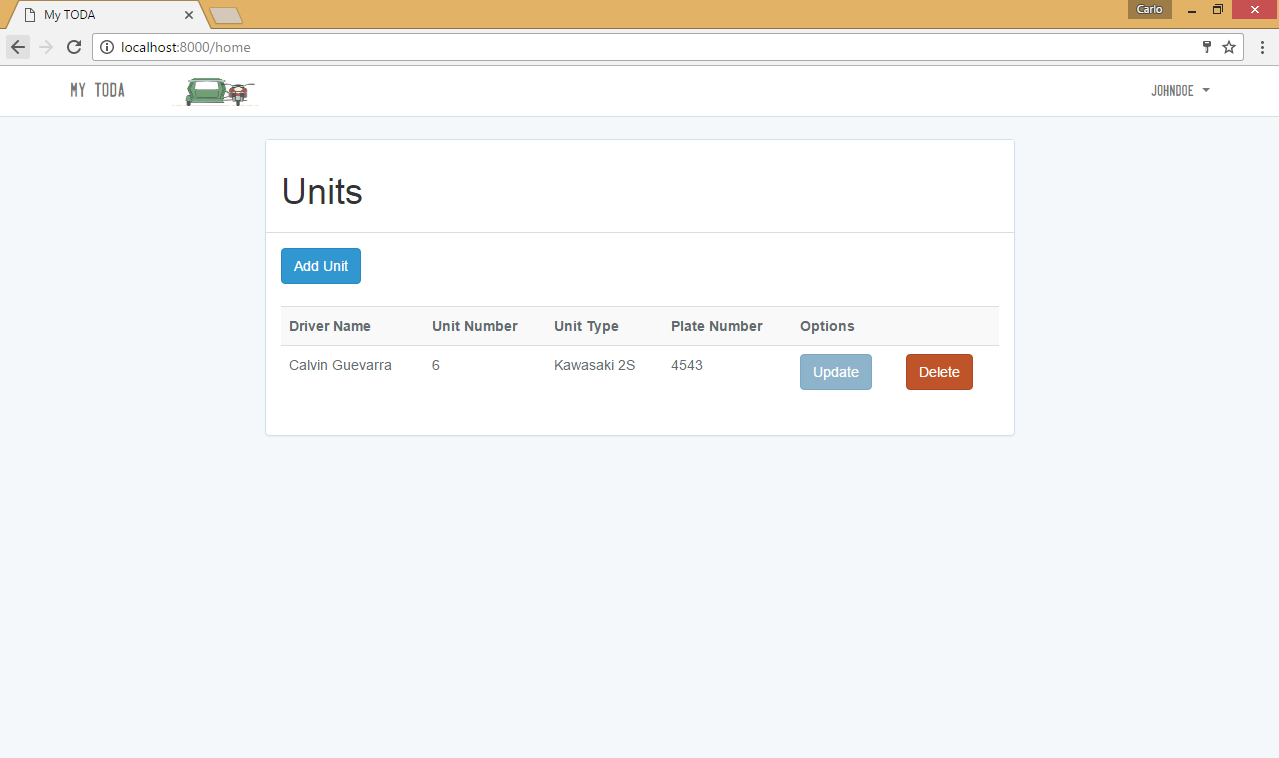 My TODA
Carlo
localhost:8000/home
MY TODA
JOHNDOE
Units
Add Unit
Driver Name Unit Number Unit Type Plate Number Options
Calvin Guevarra 6 Kawasaki 2S 4543 Update Delete